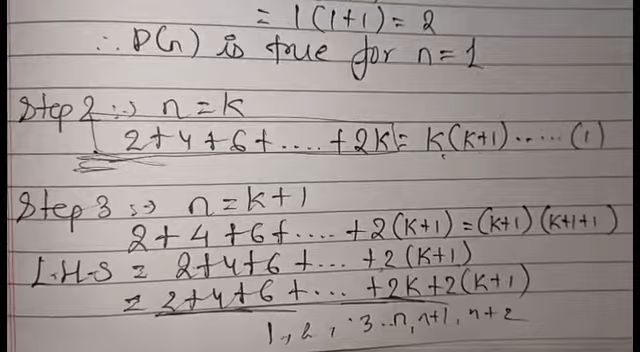 = 1(1+1) = 2
∴ P(n) is true for n=1
Step 2 :→ n=k
2+4+6+....+2k = k(k+1).....(1)
Step 3 :→ n=k+1
2+4+6+....+2(k+1)=(k+1)(k+1+1)
L.H.S = 2+4+6+...+2(k+1)
= 2+4+6+...+2k+2(k+1)
1, 2, 3..n, n+1, n+2